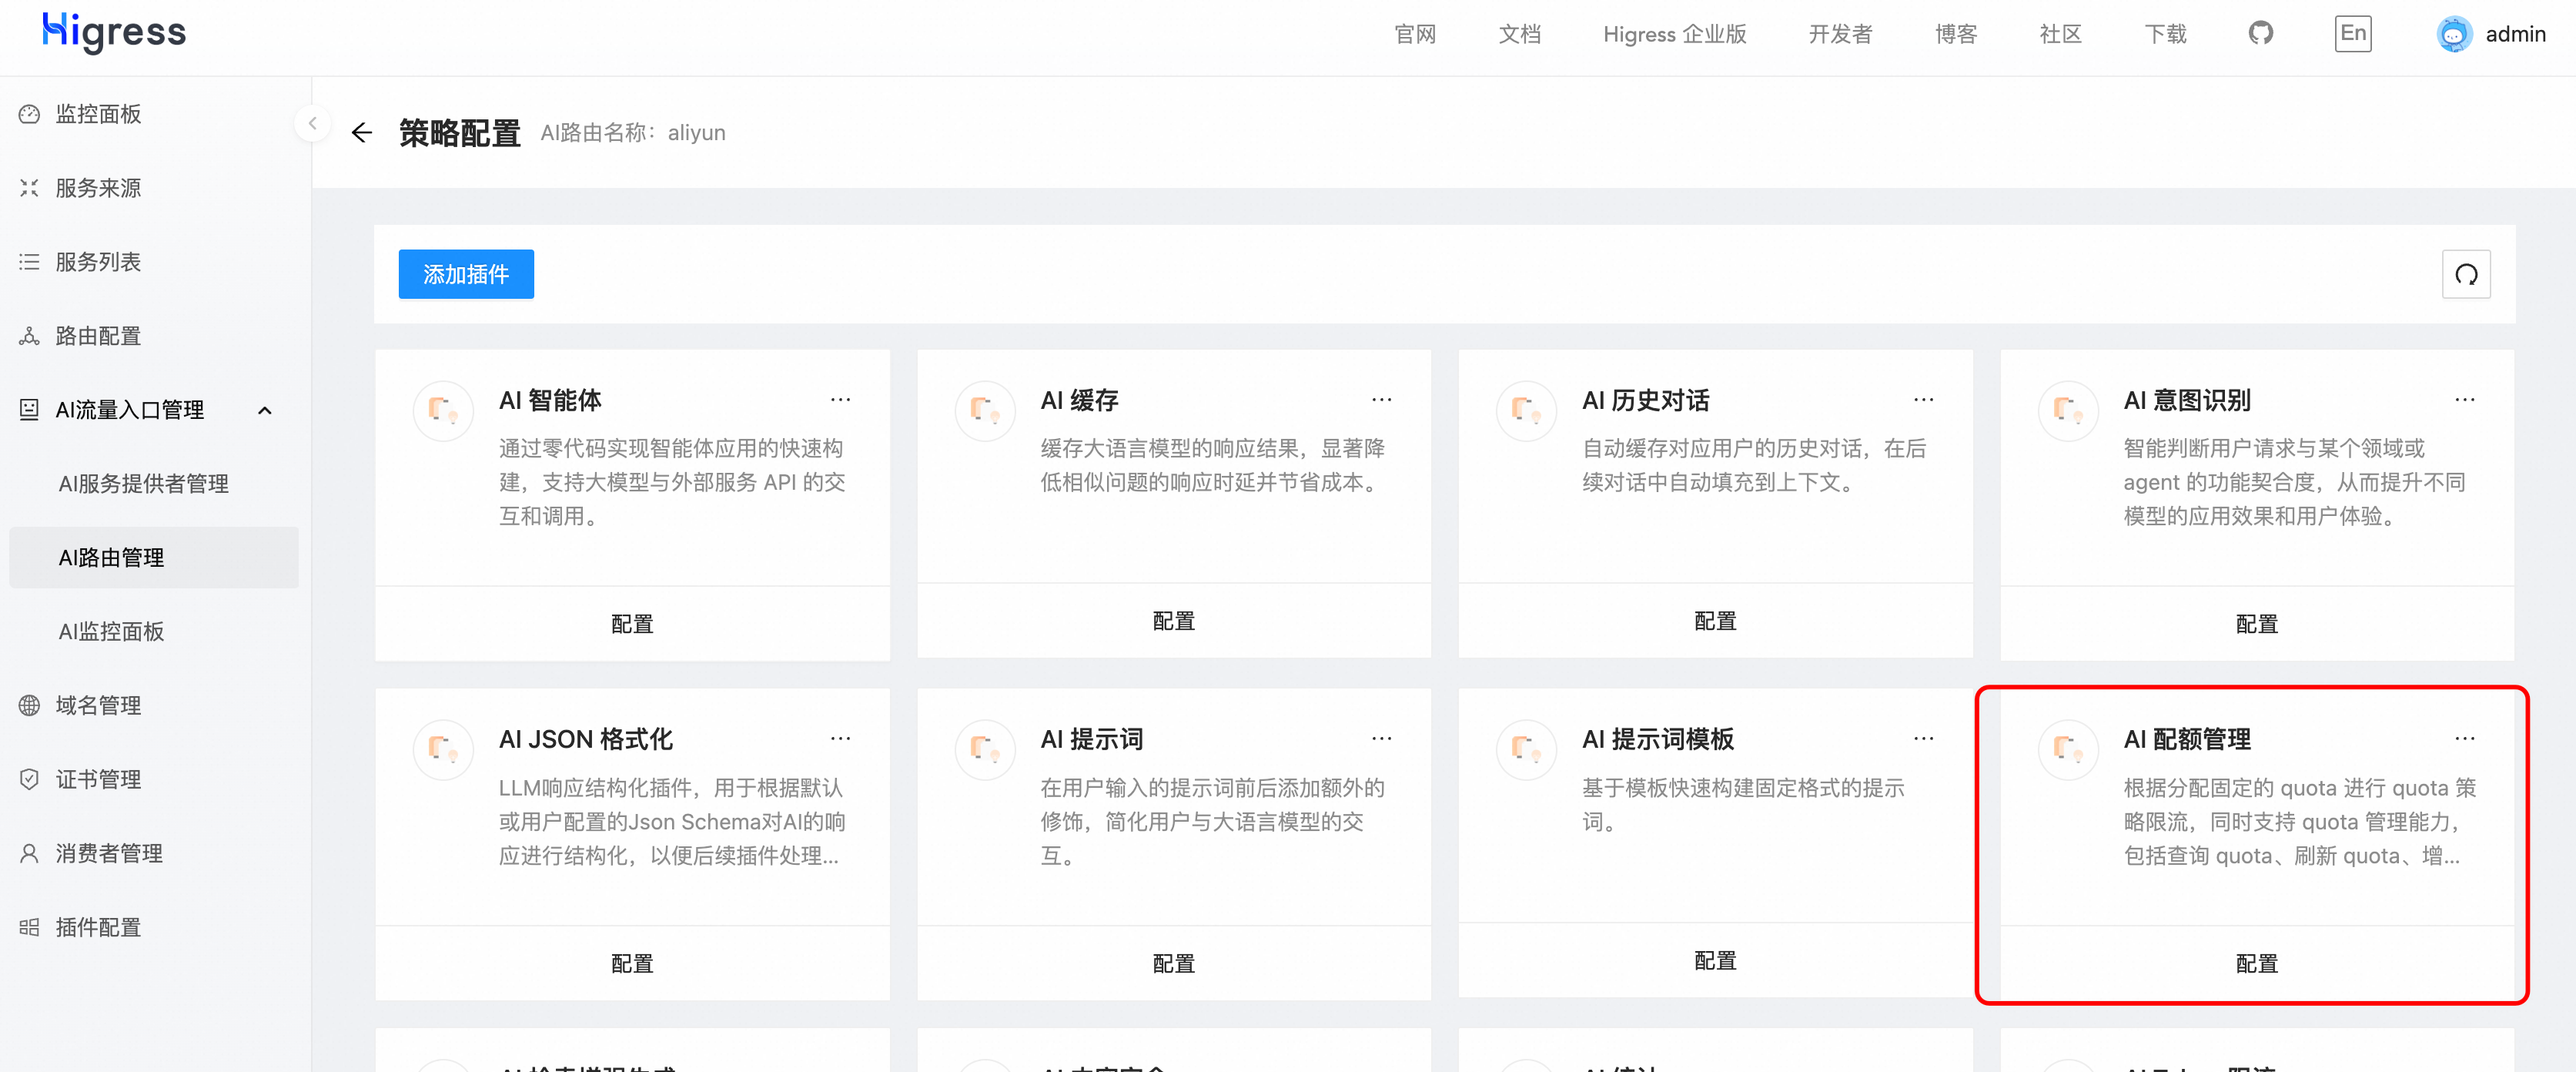 Higress
官网
文档
Higress 企业版
开发者
博客
社区
下载
En
admin
监控面板
服务来源
服务列表
路由配置
AI流量入口管理
AI服务提供者管理
AI路由管理
AI监控面板
域名管理
证书管理
消费者管理
插件配置
策略配置
AI路由名称：aliyun
添加插件
AI 智能体
通过零代码实现智能体应用的快速构
建，支持大模型与外部服务 API 的交
互和调用。
配置
AI 缓存
缓存大语言模型的响应结果，显著降
低相似问题的响应时延并节省成本。
配置
AI 历史对话
自动缓存对应用户的历史对话，在后
续对话中自动填充到上下文。
配置
AI 意图识别
智能判断用户请求与某个领域或
agent 的功能契合度，从而提升不同
模型的应用效果和用户体验。
配置
AI JSON 格式化
LLM响应结构化插件，用于根据默认
或用户配置的Json Schema对AI的响
应进行结构化，以便后续插件处理...
配置
AI 提示词
在用户输入的提示词前后添加额外的
修饰，简化用户与大语言模型的交
互。
配置
AI 提示词模板
基于模板快速构建固定格式的提示
词。
配置
AI 配额管理
根据分配固定的 quota 进行 quota 策
略限流，同时支持 quota 管理能力，
包括查询 quota、刷新 quota、增...
配置
AI 检索增强生成
AI 内容安全
AI 统计
AI Token 限流